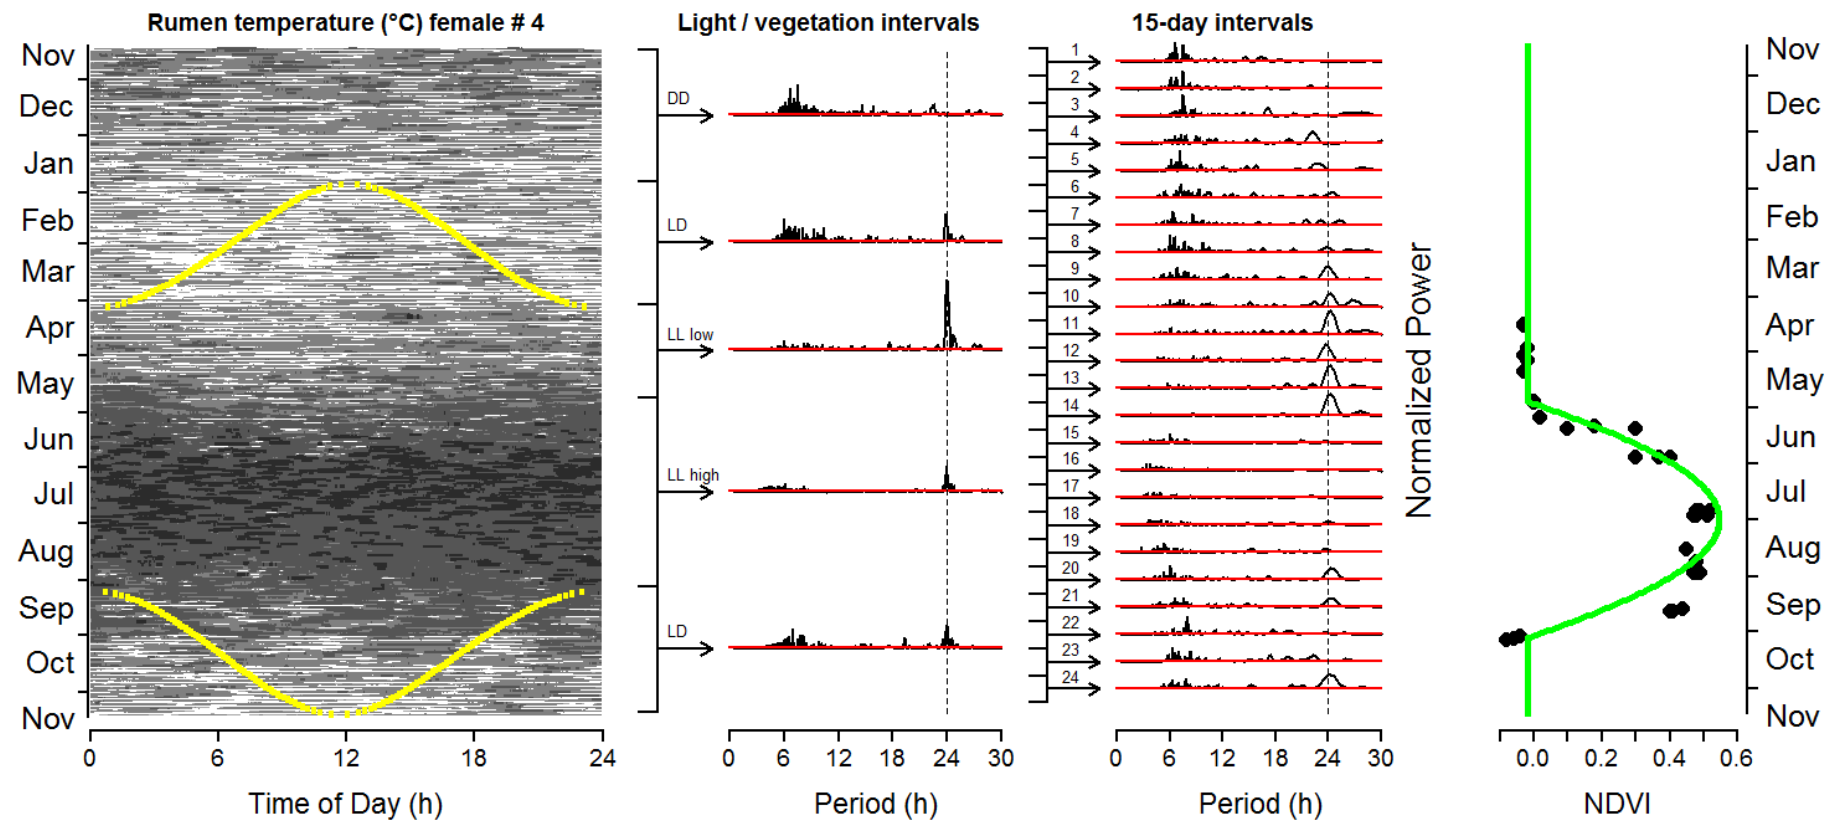 Rumen temperature (°C) female # 4
Nov
Dec
Jan
Feb
Mar
Apr
May
Jun
Jul
Aug
Sep
Oct
Nov
0 6 12 18 24
Time of Day (h)
Light / vegetation intervals
DD
LD
LL low
LL high
LD
0 6 12 18 24 30
Period (h)
15-day intervals
1
2
3
4
5
6
7
8
9
10
11
12
13
14
15
16
17
18
19
20
21
22
23
24
0 6 12 18 24 30
Period (h)
Normalized Power
Nov
Dec
Jan
Feb
Mar
Apr
May
Jun
Jul
Aug
Sep
Oct
Nov
0.0 0.2 0.4 0.6
NDVI